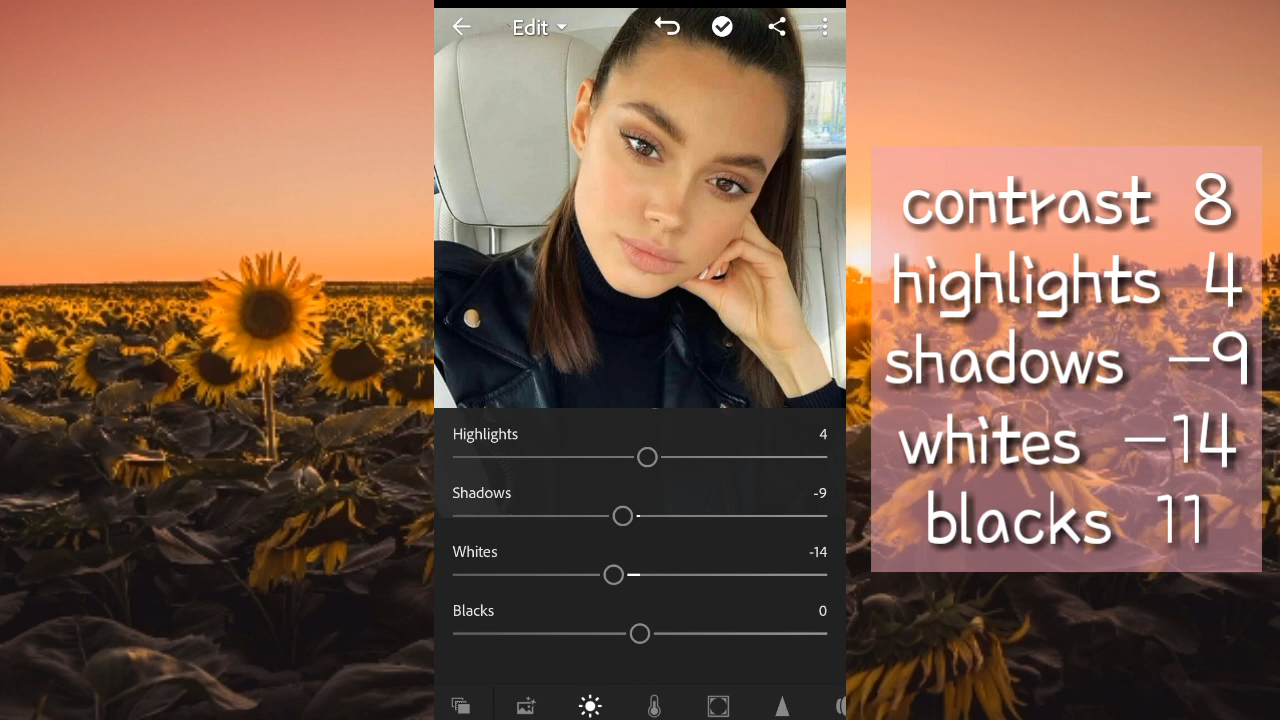 Edit
Highlights 4
Shadows -9
Whites -14
Blacks 0
contrast 8
highlights 4
shadows -9
whites -14
blacks 11